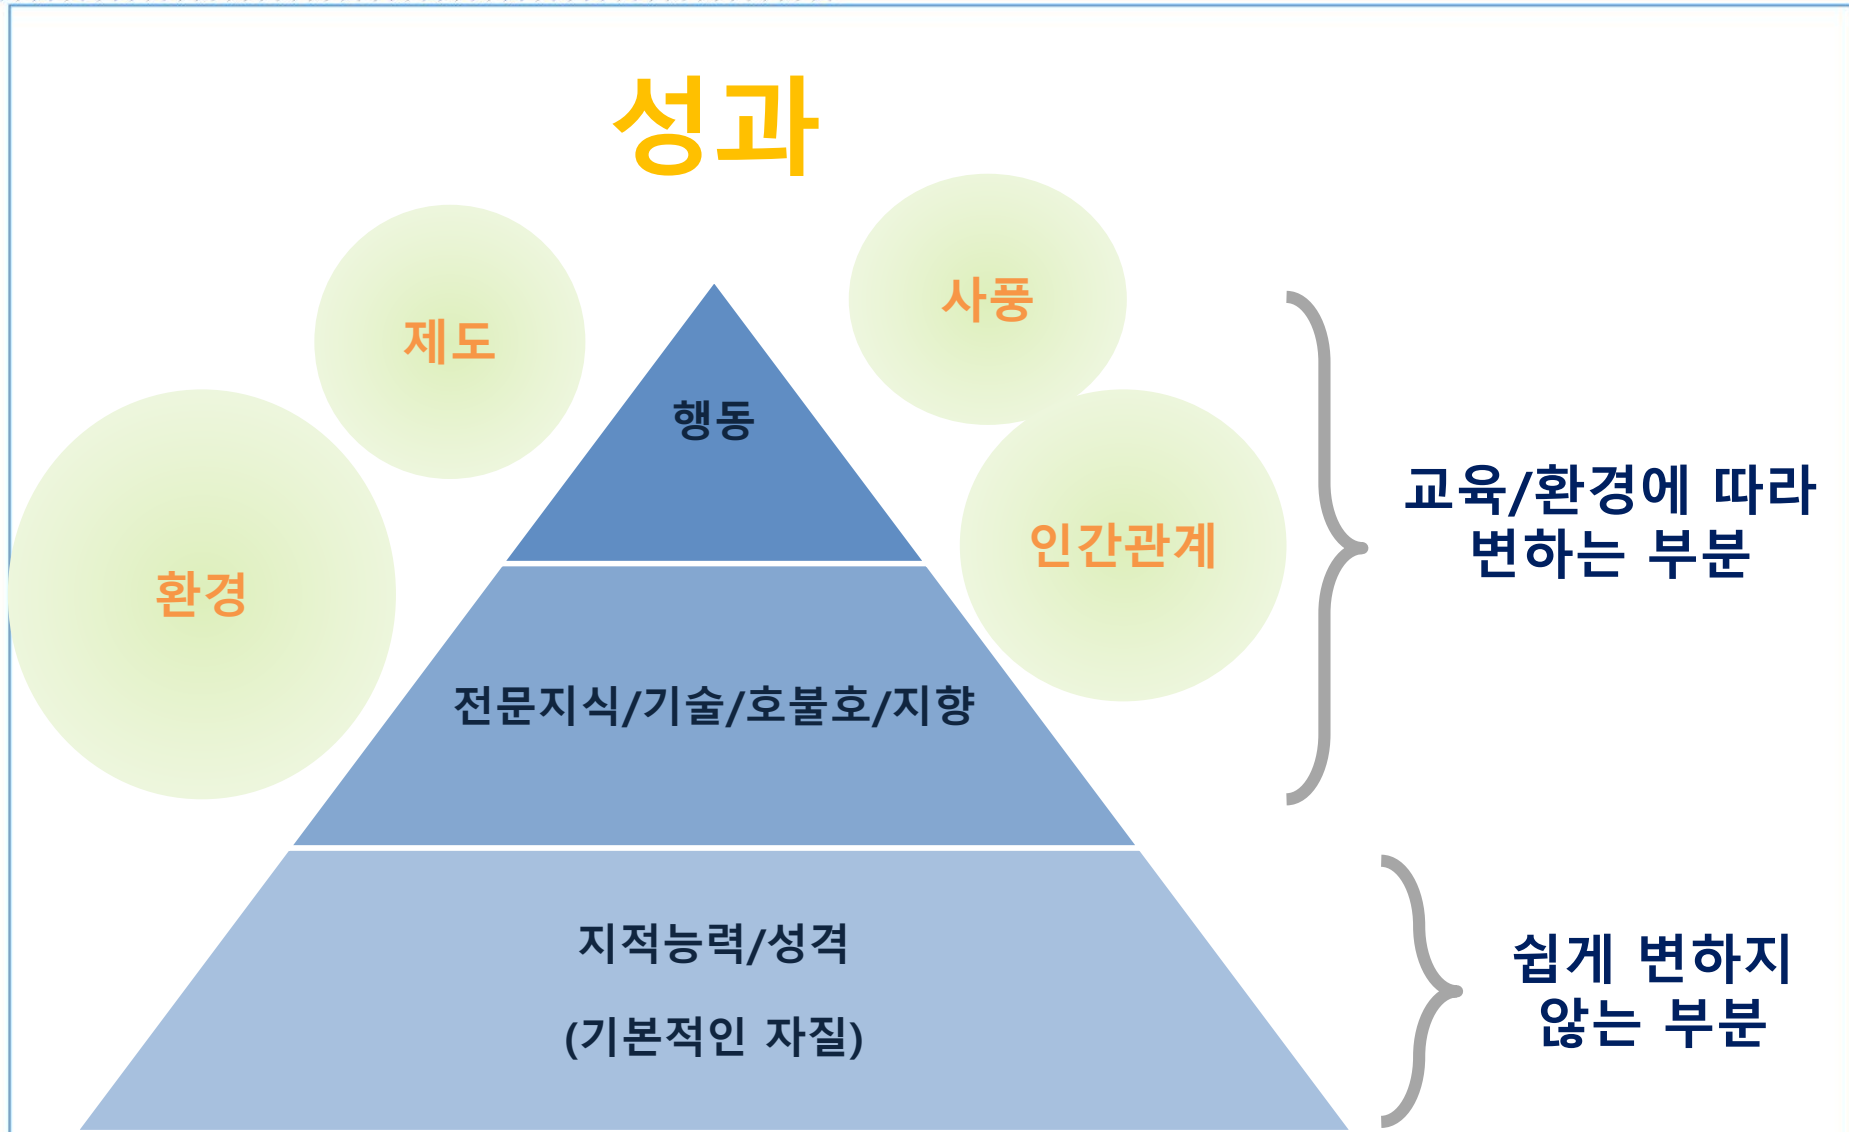 성과
제도
사풍
행동
환경
인간관계
교육/환경에 따라
변하는 부분
전문지식/기술/호불호/지향
지적능력/성격
(기본적인 자질)
쉽게 변하지
않는 부분